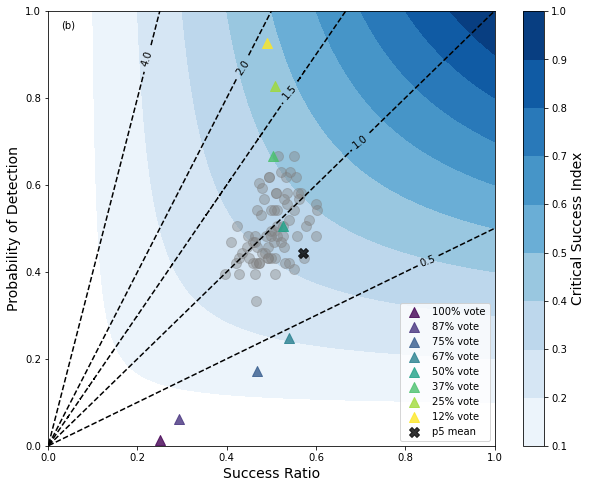 (b)
4.0
2.0
1.5
1.0
0.5
1.0
0.8
0.6
0.4
0.2
0.0
0.0
0.2
0.4
0.6
0.8
1.0
Probability of Detection
Success Ratio
100% vote
87% vote
75% vote
67% vote
50% vote
37% vote
25% vote
12% vote
p5 mean
1.0
0.9
0.8
0.7
0.6
0.5
0.4
0.3
0.2
0.1
Critical Success Index